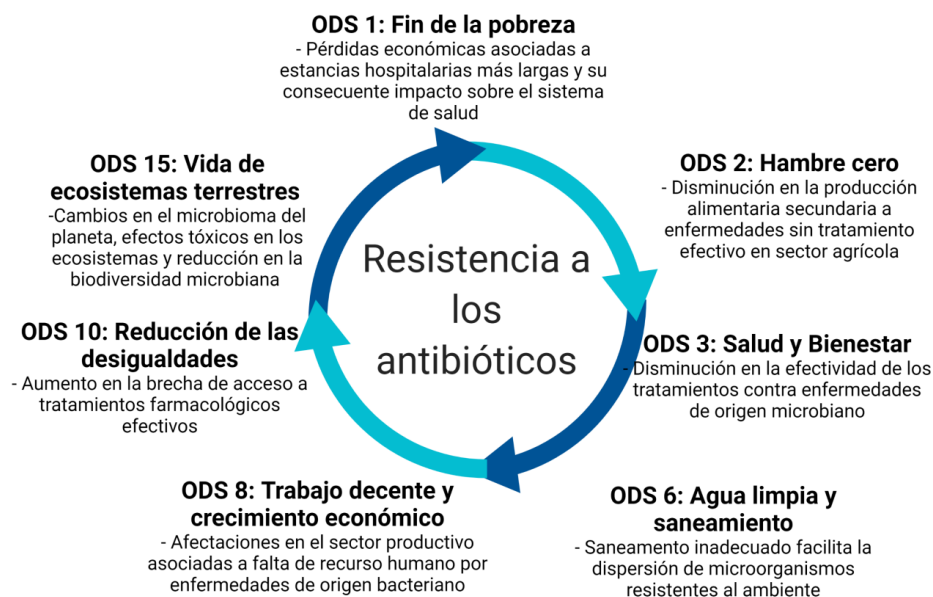 ODS 1: Fin de la pobreza
- Pérdidas económicas asociadas a
estancias hospitalarias más largas y su
consecuente impacto sobre el sistema
de salud
ODS 2: Hambre cero
- Disminución en la producción
alimentaria secundaria a
enfermedades sin tratamiento
efectivo en sector agrícola
ODS 3: Salud y Bienestar
- Disminución en la efectividad de los
tratamientos contra enfermedades
de origen microbiano
ODS 6: Agua limpia y
saneamiento
- Saneamento inadecuado facilita la
dispersión de microorganismos
resistentes al ambiente
ODS 8: Trabajo decente y
crecimiento económico
- Afectaciones en el sector productivo
asociadas a falta de recurso humano por
enfermedades de origen bacteriano
ODS 10: Reducción de las
desigualdades
- Aumento en la brecha de acceso a
tratamientos farmacológicos
efectivos
ODS 15: Vida de
ecosistemas terrestres
-Cambios en el microbioma del
planeta, efectos tóxicos en los
ecosistemas y reducción en la
biodiversidad microbiana
Resistencia a
los
antibióticos